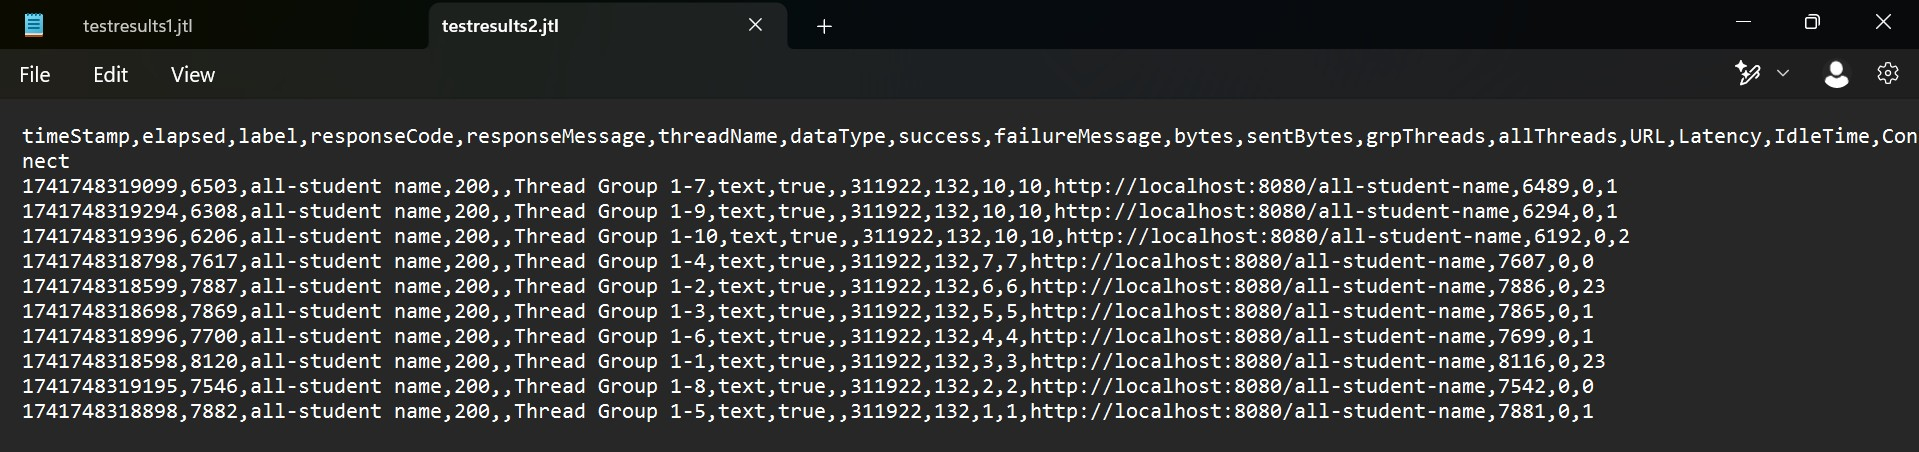 testresults1.jtl
testresults2.jtl
File Edit View
timeStamp,elapsed,label,responseCode,responseMessage,threadName,dataType,success,failureMessage,bytes,sentBytes,grpThreads,allThreads,URL,Latency,IdleTime,Con
nect
1741748319099,6503,all-student name,200,,Thread Group 1-7,text,true,,311922,132,10,10,http://localhost:8080/all-student-name,6489,0,1
1741748319294,6308,all-student name,200,,Thread Group 1-9,text,true,,311922,132,10,10,http://localhost:8080/all-student-name,6294,0,1
1741748319396,6206,all-student name,200,,Thread Group 1-10,text,true,,311922,132,10,10,http://localhost:8080/all-student-name,6192,0,2
1741748318798,7617,all-student name,200,,Thread Group 1-4,text,true,,311922,132,7,7,http://localhost:8080/all-student-name,7607,0,0
1741748318599,7887,all-student name,200,,Thread Group 1-2,text,true,,311922,132,6,6,http://localhost:8080/all-student-name,7886,0,23
1741748318698,7869,all-student name,200,,Thread Group 1-3,text,true,,311922,132,5,5,http://localhost:8080/all-student-name,7865,0,1
1741748318996,7700,all-student name,200,,Thread Group 1-6,text,true,,311922,132,4,4,http://localhost:8080/all-student-name,7699,0,1
1741748318598,8120,all-student name,200,,Thread Group 1-1,text,true,,311922,132,3,3,http://localhost:8080/all-student-name,8116,0,23
1741748319195,7546,all-student name,200,,Thread Group 1-8,text,true,,311922,132,2,2,http://localhost:8080/all-student-name,7542,0,0
1741748318898,7882,all-student name,200,,Thread Group 1-5,text,true,,311922,132,1,1,http://localhost:8080/all-student-name,7881,0,1